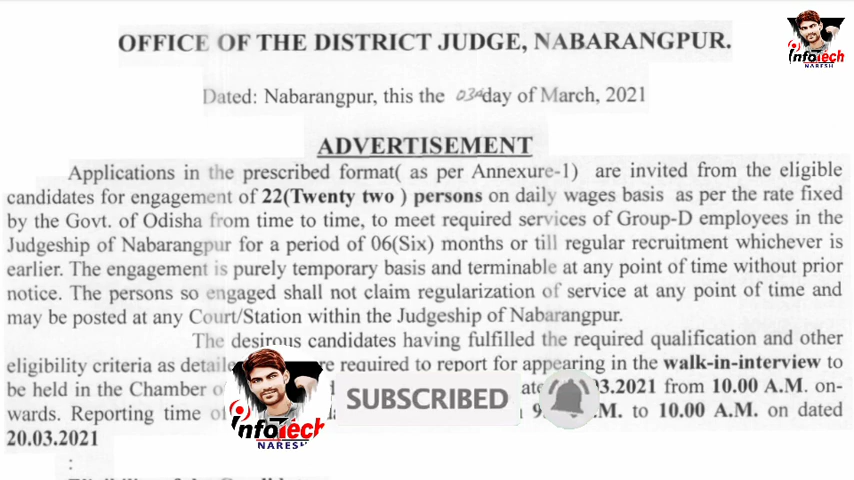 OFFICE OF THE DISTRICT JUDGE, NABARANGPUR.
infoTech
NARESH
Dated: Nabarangpur, this the 03rd day of March, 2021
ADVERTISEMENT
Applications in the prescribed format( as per Annexure-1) are invited from the eligible
candidates for engagement of 22(Twenty two ) persons on daily wages basis as per the rate fixed
by the Govt. of Odisha from time to time, to meet required services of Group-D employees in the
Judgeship of Nabarangpur for a period of 06(Six) months or till regular recruitment whichever is
earlier. The engagement is purely temporary basis and terminable at any point of time without prior
notice. The persons so engaged shall not claim regularization of service at any point of time and
may be posted at any Court/Station within the Judgeship of Nabarangpur.
The desirous candidates having fulfilled the required qualification and other
eligibility criteria as required to report for appearing in the walk-in-interview to
be held in the Chamber 03.2021 from 10.00 A.M. on-
wards. Reporting time .M. to 10.00 A.M. on dated
20.03.2021
:
infoTech
NARESH
SUBSCRIBED